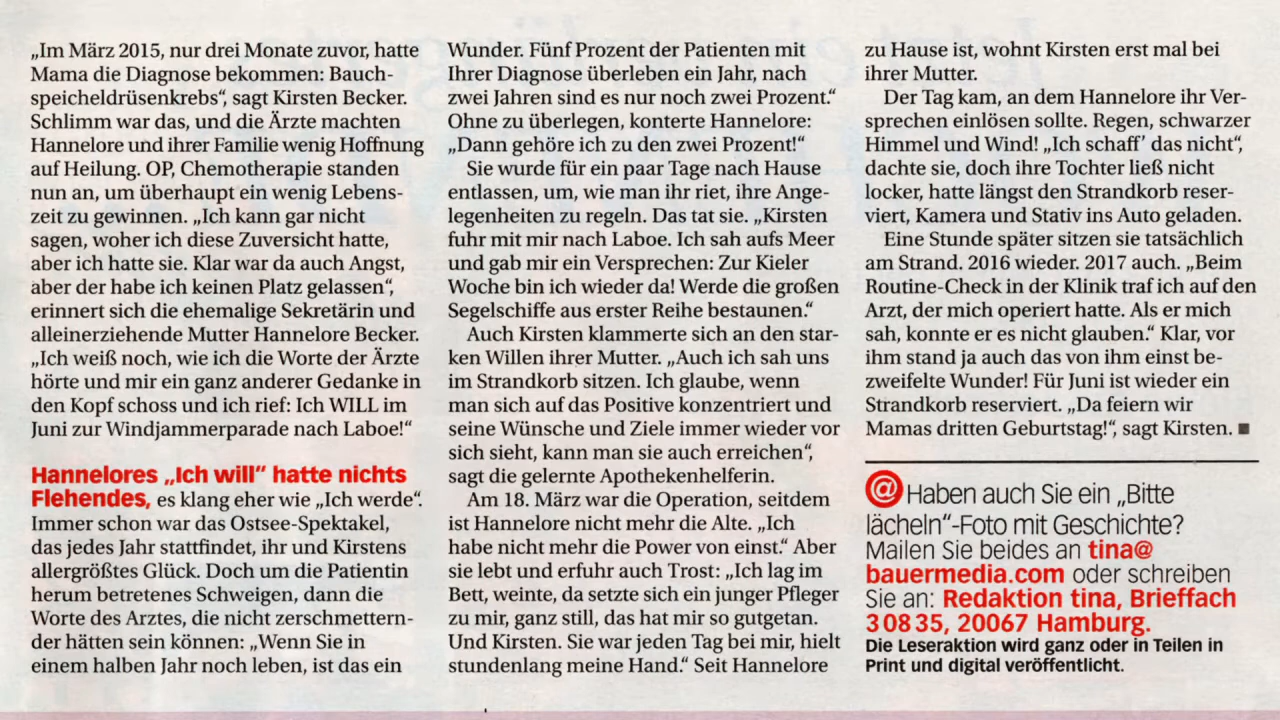 „Im März 2015, nur drei Monate zuvor, hatte
Mama die Diagnose bekommen: Bauch-
speicheldrüsenkrebs“, sagt Kirsten Becker.
Schlimm war das, und die Ärzte machten
Hannelore und ihrer Familie wenig Hoffnung
auf Heilung. OP, Chemotherapie standen
nun an, um überhaupt ein wenig Lebens-
zeit zu gewinnen. „Ich kann gar nicht
sagen, woher ich diese Zuversicht hatte,
aber ich hatte sie. Klar war da auch Angst,
aber der habe ich keinen Platz gelassen“,
erinnert sich die ehemalige Sekretärin und
alleinerziehende Mutter Hannelore Becker.
„Ich weiß noch, wie ich die Worte der Ärzte
hörte und mir ein ganz anderer Gedanke in
den Kopf schoss und ich rief: Ich WILL im
Juni zur Windjammerparade nach Laboe!“
Hannelores „Ich will“ hatte nichts
Flehendes, es klang eher wie „Ich werde“.
Immer schon war das Ostsee-Spektakel,
das jedes Jahr stattfindet, ihr und Kirstens
allergrößtes Glück. Doch um die Patientin
herum betretenes Schweigen, dann die
Worte des Arztes, die nicht zerschmettern-
der hätten sein können: „Wenn Sie in
einem halben Jahr noch leben, ist das ein
Wunder. Fünf Prozent der Patienten mit
Ihrer Diagnose überleben ein Jahr, nach
zwei Jahren sind es nur noch zwei Prozent.“
Ohne zu überlegen, konterte Hannelore:
„Dann gehöre ich zu den zwei Prozent!“
Sie wurde für ein paar Tage nach Hause
entlassen, um, wie man ihr riet, ihre Ange-
legenheiten zu regeln. Das tat sie. „Kirsten
fuhr mit mir nach Laboe. Ich sah aufs Meer
und gab mir ein Versprechen: Zur Kieler
Woche bin ich wieder da! Werde die großen
Segelschiffe aus erster Reihe bestaunen.“
Auch Kirsten klammerte sich an den star-
ken Willen ihrer Mutter. „Auch ich sah uns
im Strandkorb sitzen. Ich glaube, wenn
man sich auf das Positive konzentriert und
seine Wünsche und Ziele immer wieder vor
sich sieht, kann man sie auch erreichen“,
sagt die gelernte Apothekenhelferin.
Am 18. März war die Operation, seitdem
ist Hannelore nicht mehr die Alte. „Ich
habe nicht mehr die Power von einst.“ Aber
sie lebt und erfuhr auch Trost: „Ich lag im
Bett, weinte, da setzte sich ein junger Pfleger
zu mir, ganz still, das hat mir so gutgetan.
Und Kirsten. Sie war jeden Tag bei mir, hielt
stundenlang meine Hand.“ Seit Hannelore
zu Hause ist, wohnt Kirsten erst mal bei
ihrer Mutter.
Der Tag kam, an dem Hannelore ihr Ver-
sprechen einlösen sollte. Regen, schwarzer
Himmel und Wind! „Ich schaff’ das nicht“,
dachte sie, doch ihre Tochter ließ nicht
locker, hatte längst den Strandkorb reser-
viert, Kamera und Stativ ins Auto geladen.
Eine Stunde später sitzen sie tatsächlich
am Strand. 2016 wieder. 2017 auch. „Beim
Routine-Check in der Klinik traf ich auf den
Arzt, der mich operiert hatte. Als er mich
sah, konnte er es nicht glauben.“ Klar, vor
ihm stand ja auch das von ihm einst be-
zweifelte Wunder! Für Juni ist wieder ein
Strandkorb reserviert. „Da feiern wir
Mamas dritten Geburtstag!“, sagt Kirsten. ■
@ Haben auch Sie ein „Bitte
lächeln“-Foto mit Geschichte?
Mailen Sie beides an tina@
bauermedia.com oder schreiben
Sie an: Redaktion tina, Brieffach
3 08 35, 20067 Hamburg.
Die Leseraktion wird ganz oder in Teilen in
Print und digital veröffentlicht.